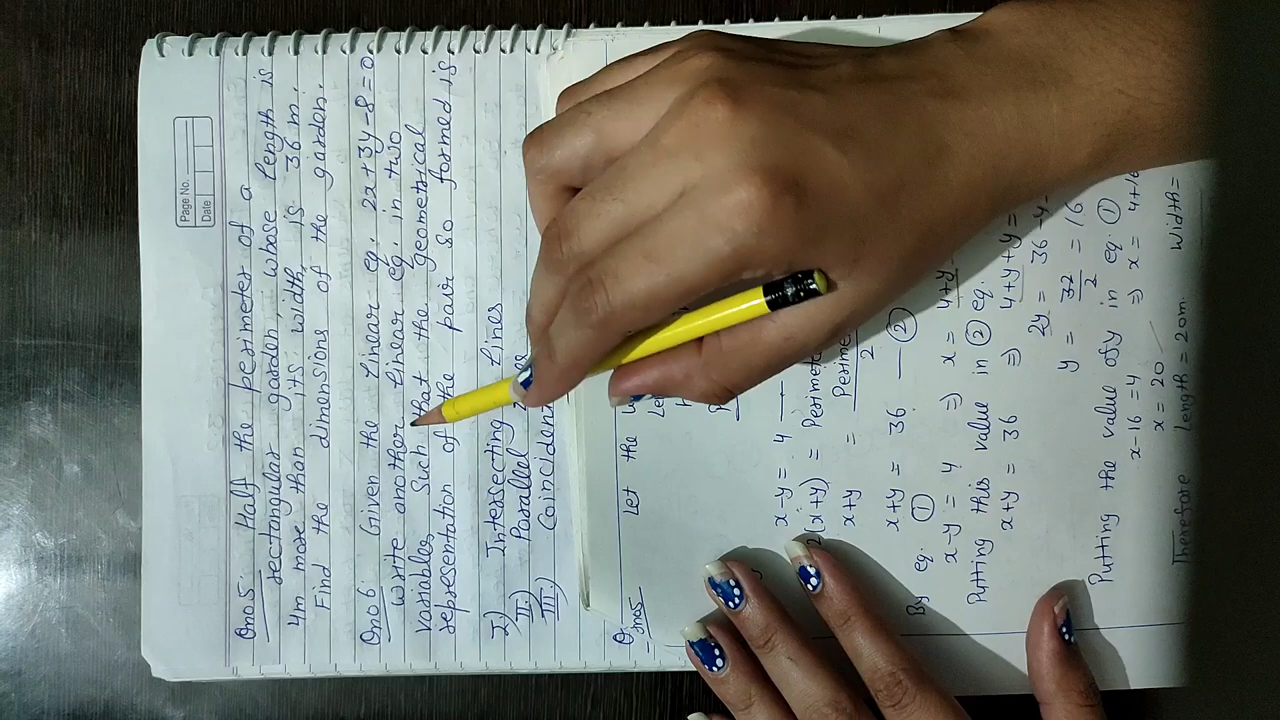 Page No.
Date
Qno5. Half the perimeter of a
rectangular garden, whose length is
4m more than its width, is 36 m.
Find the dimensions of the garden.
Qno6 Given the Linear eq. 2x+3y-8=0
write another Linear eq. in two
variables Such that the geometrical
representation of the pair so formed is
I) Intersecting Lines
II) Parallel
III) Coinciden
Qno5 Let the
x-y = 4
2(x+y) = Perimete
x+y = Perime
2
x+y = 36 — ②
By eq. ①
x-y = 4 ⇒ x = 4+y
Putting this value in ② eq.
x+y = 36 ⇒ 4+y+y =
2y = 36-4
y = 32/2 = 16
Putting the value of y in eq. ①
x-16 = 4 ⇒ x = 4+16
x = 20
Therefore Length = 20m. Width =